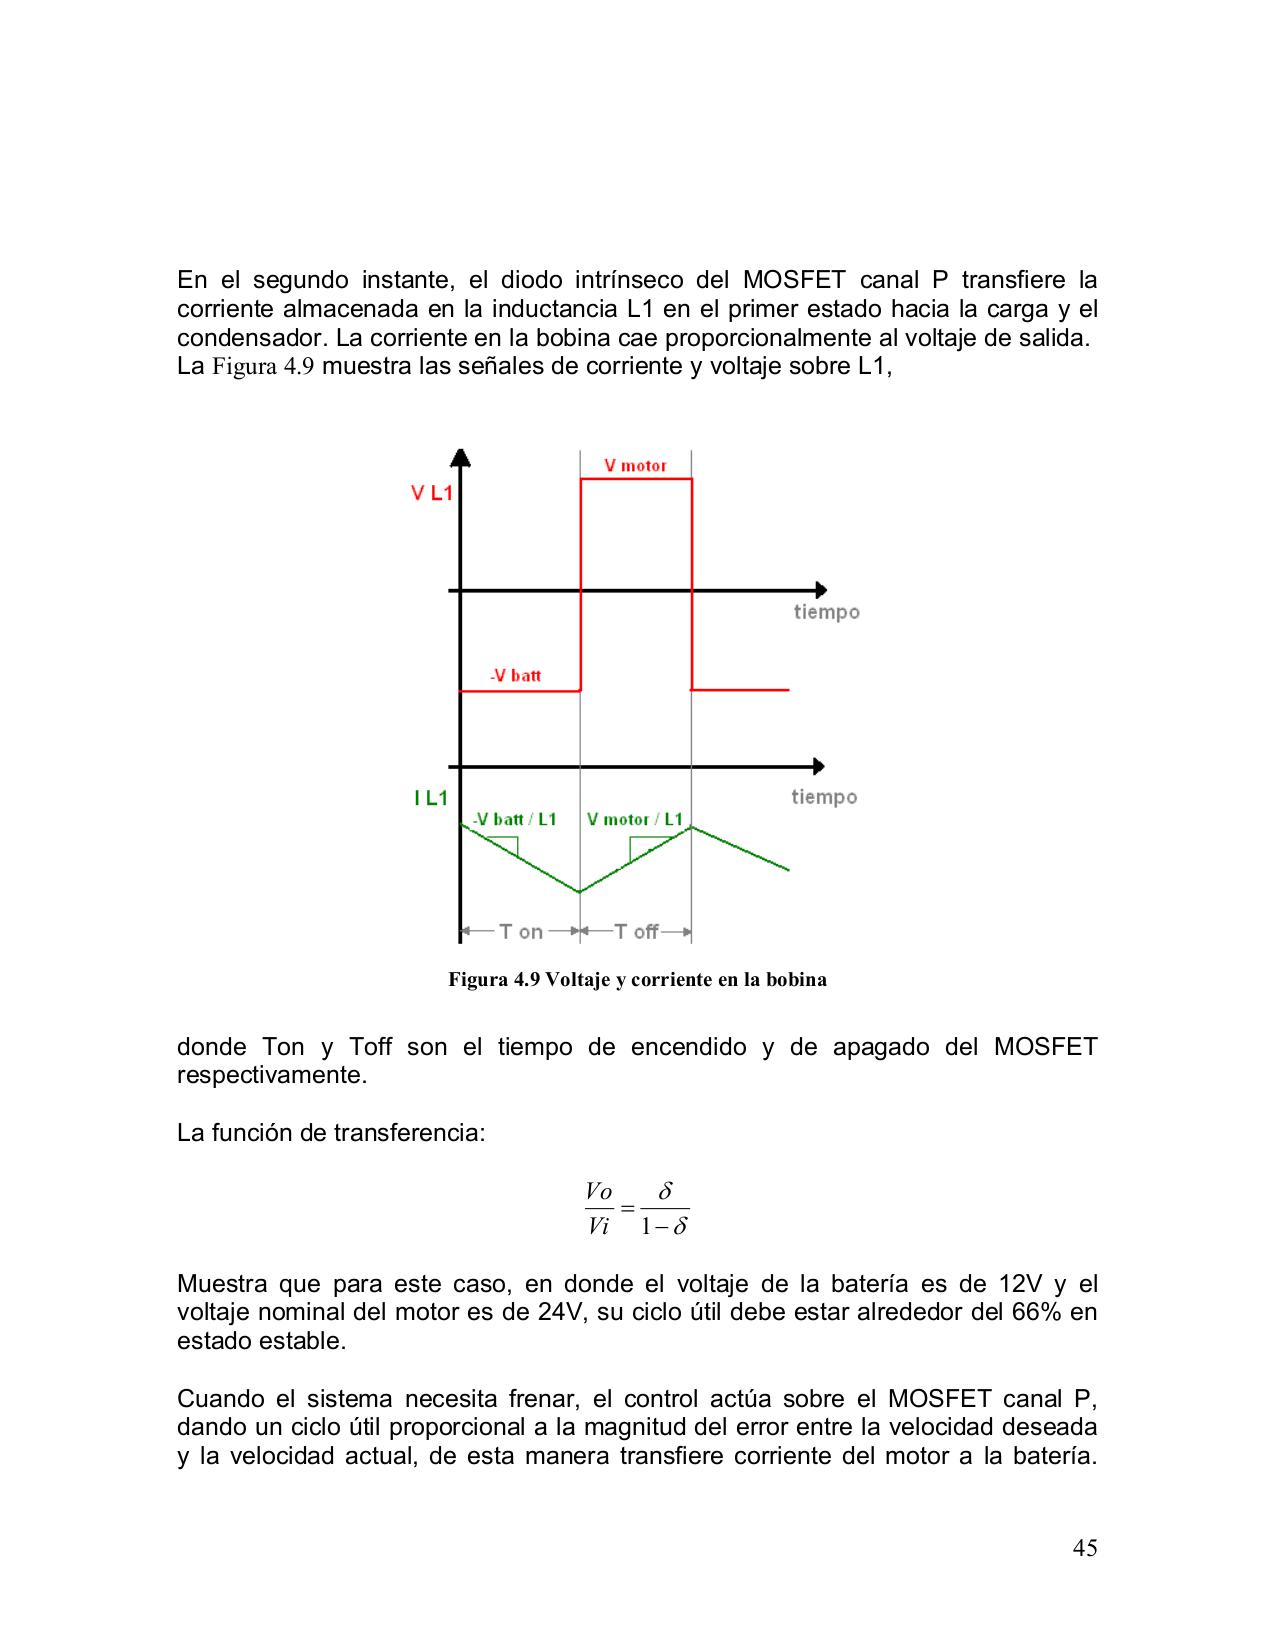 En el segundo instante, el diodo intrínseco del MOSFET canal P transfiere la
corriente almacenada en la inductancia L1 en el primer estado hacia la carga y el
condensador. La corriente en la bobina cae proporcionalmente al voltaje de salida.
La Figura 4.9 muestra las señales de corriente y voltaje sobre L1,
V motor
V L1
tiempo
-V batt
I L1
tiempo
-V batt / L1
V motor / L1
T on
T off
Figura 4.9 Voltaje y corriente en la bobina
donde Ton y Toff son el tiempo de encendido y de apagado del MOSFET
respectivamente.
La función de transferencia:
Vo/Vi = δ/(1 − δ)
Muestra que para este caso, en donde el voltaje de la batería es de 12V y el
voltaje nominal del motor es de 24V, su ciclo útil debe estar alrededor del 66% en
estado estable.
Cuando el sistema necesita frenar, el control actúa sobre el MOSFET canal P,
dando un ciclo útil proporcional a la magnitud del error entre la velocidad deseada
y la velocidad actual, de esta manera transfiere corriente del motor a la batería.
45